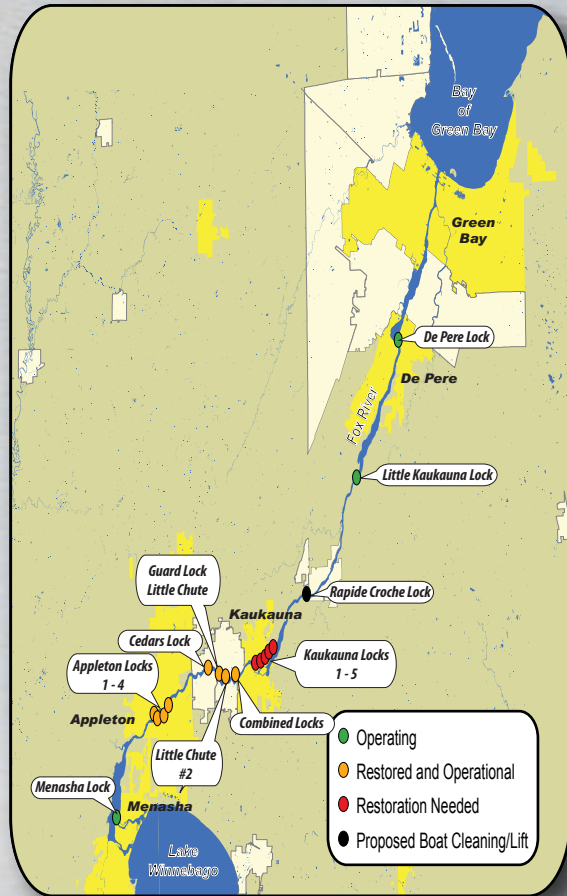 Bay
of
Green Bay
Green
Bay
De Pere Lock
De Pere
Fox River
Little Kaukauna Lock
Guard Lock
Little Chute
Rapide Croche Lock
Kaukauna
Cedars Lock
Kaukauna Locks
1 - 5
Appleton Locks
1 - 4
Appleton
Combined Locks
Little Chute
#2
Menasha Lock
Menasha
Lake
Winnebago
Operating
Restored and Operational
Restoration Needed
Proposed Boat Cleaning/Lift